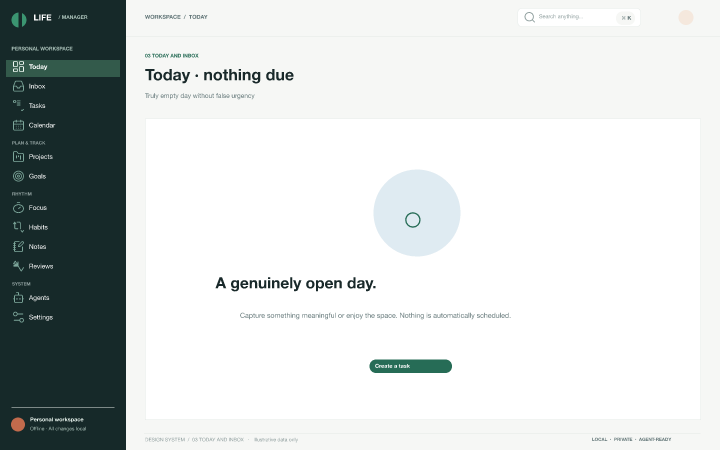 LIFE / MANAGER
PERSONAL WORKSPACE
Today
Inbox
Tasks
Calendar
PLAN & TRACK
Projects
Goals
RHYTHM
Focus
Habits
Notes
Reviews
SYSTEM
Agents
Settings
Personal workspace
Offline · All changes local
WORKSPACE / TODAY
Search anything...
⌘ K
03 TODAY AND INBOX
Today · nothing due
Truly empty day without false urgency
A genuinely open day.
Capture something meaningful or enjoy the space. Nothing is automatically scheduled.
Create a task
DESIGN SYSTEM / 03 TODAY AND INBOX · Illustrative data only
LOCAL · PRIVATE · AGENT-READY